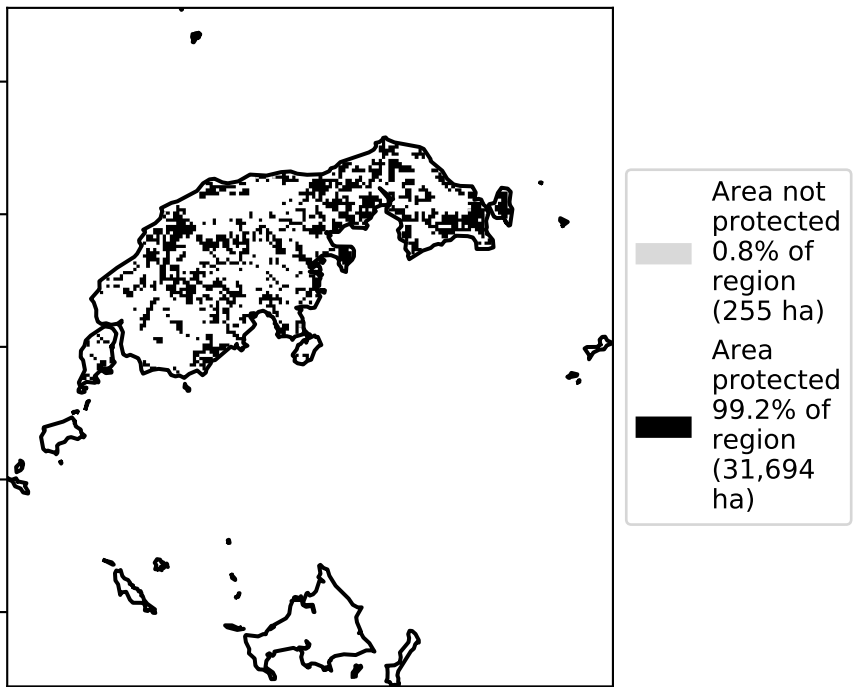 Area not
protected
0.8% of
region
(255 ha)
Area
protected
99.2% of
region
(31,694
ha)